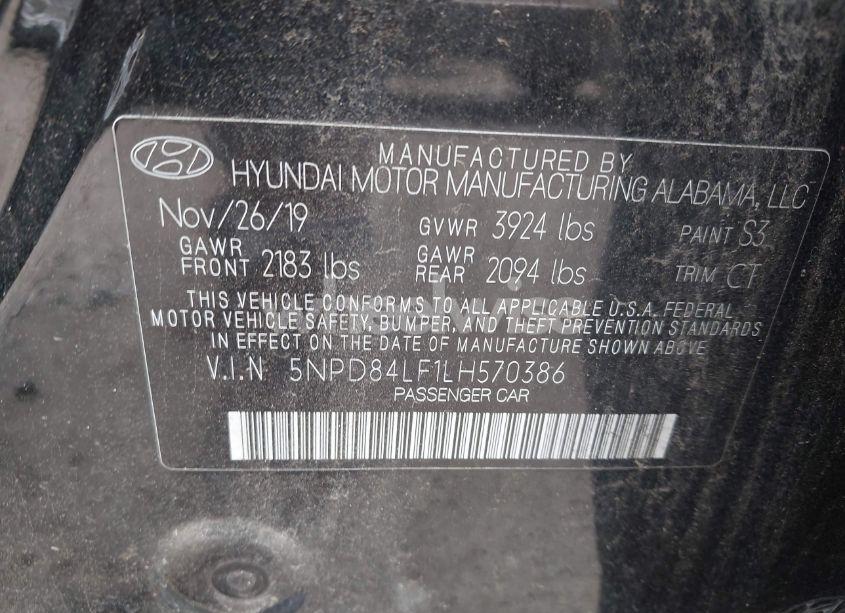 MANUFACTURED BY
HYUNDAI MOTOR MANUFACTURING ALABAMA, LLC
Nov/26/19 GVWR 3924 lbs PAINT S3
GAWR FRONT 2183 lbs GAWR REAR 2094 lbs TRIM CT
THIS VEHICLE CONFORMS TO ALL APPLICABLE U.S.A. FEDERAL
MOTOR VEHICLE SAFETY, BUMPER, AND THEFT PREVENTION STANDARDS
IN EFFECT ON THE DATE OF MANUFACTURE SHOWN ABOVE
V.I.N 5NPD84LF1LH570386
PASSENGER CAR